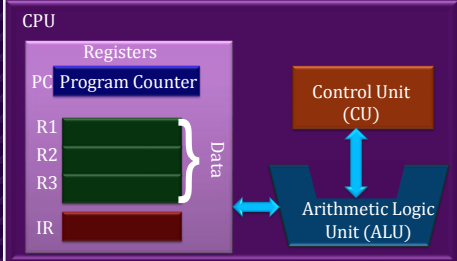 CPU
Registers
PC Program Counter
R1
R2
R3
Data
IR
Control Unit
(CU)
Arithmetic Logic
Unit (ALU)